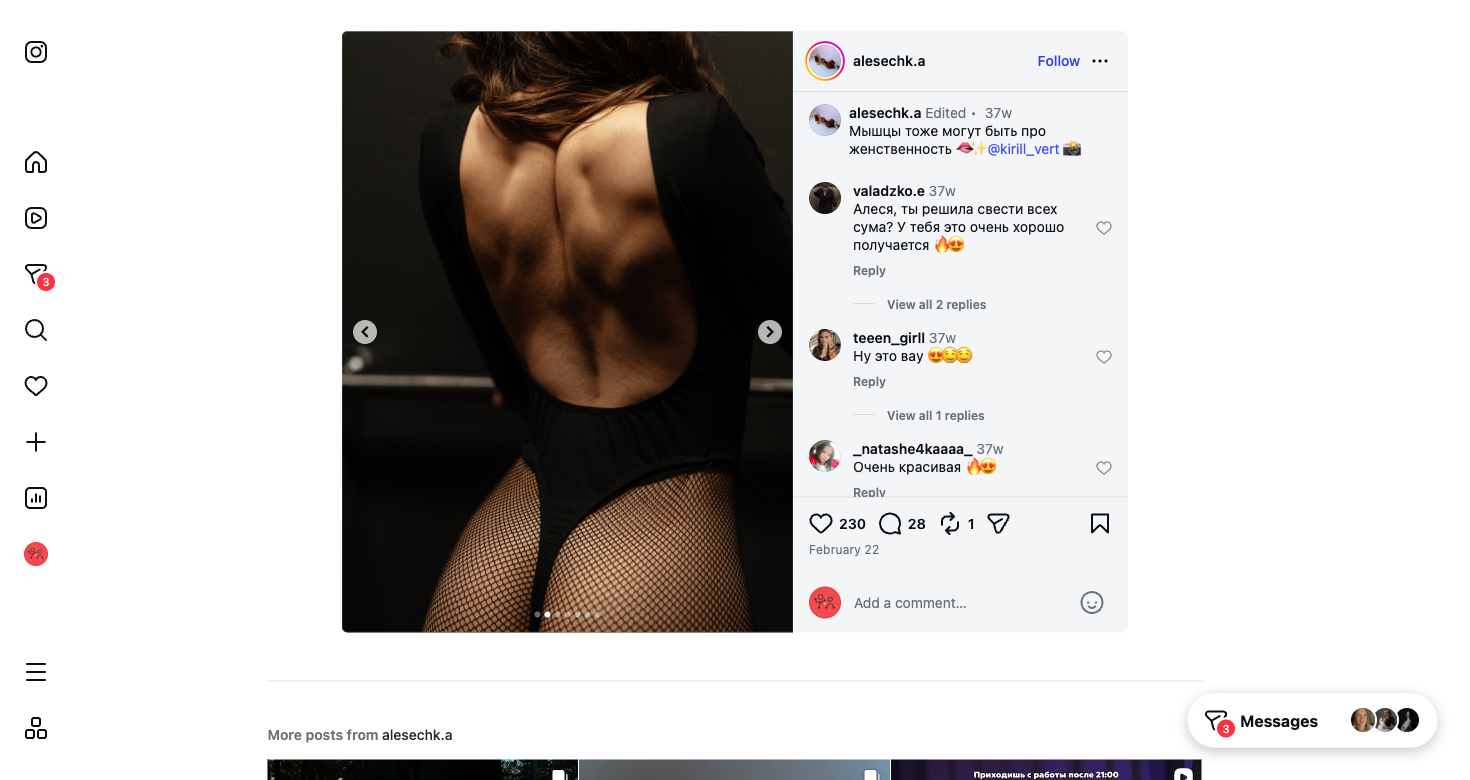 alesechk.a
Follow
alesechk.a Edited • 37w
Мышцы тоже могут быть про
женственность 🫦✨@kirill_vert 📸
valadzko.e 37w
Алеся, ты решила свести всех
сума? У тебя это очень хорошо
получается 🔥😍
Reply
View all 2 replies
teeen_girll 37w
Ну это вау 😍😏😏
Reply
View all 1 replies
_natashe4kaaaa_ 37w
Очень красивая 🔥😍
Reply
230 28 1
February 22
Add a comment...
3
More posts from alesechk.a
Приходишь с работы после 21:00
3
Messages